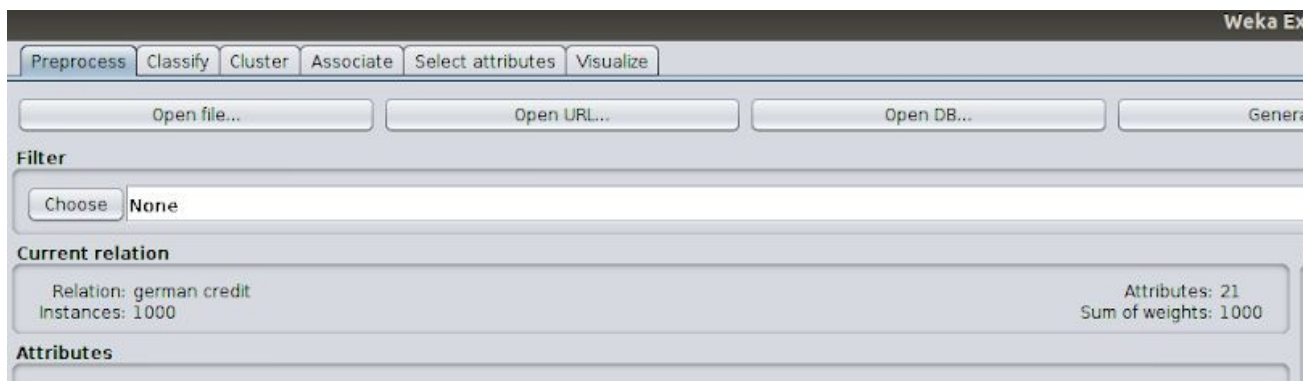 Weka Ex
Preprocess Classify Cluster Associate Select attributes Visualize
Open file... Open URL... Open DB... Genera
Filter
Choose None
Current relation
Relation: german credit Attributes: 21
Instances: 1000 Sum of weights: 1000
Attributes